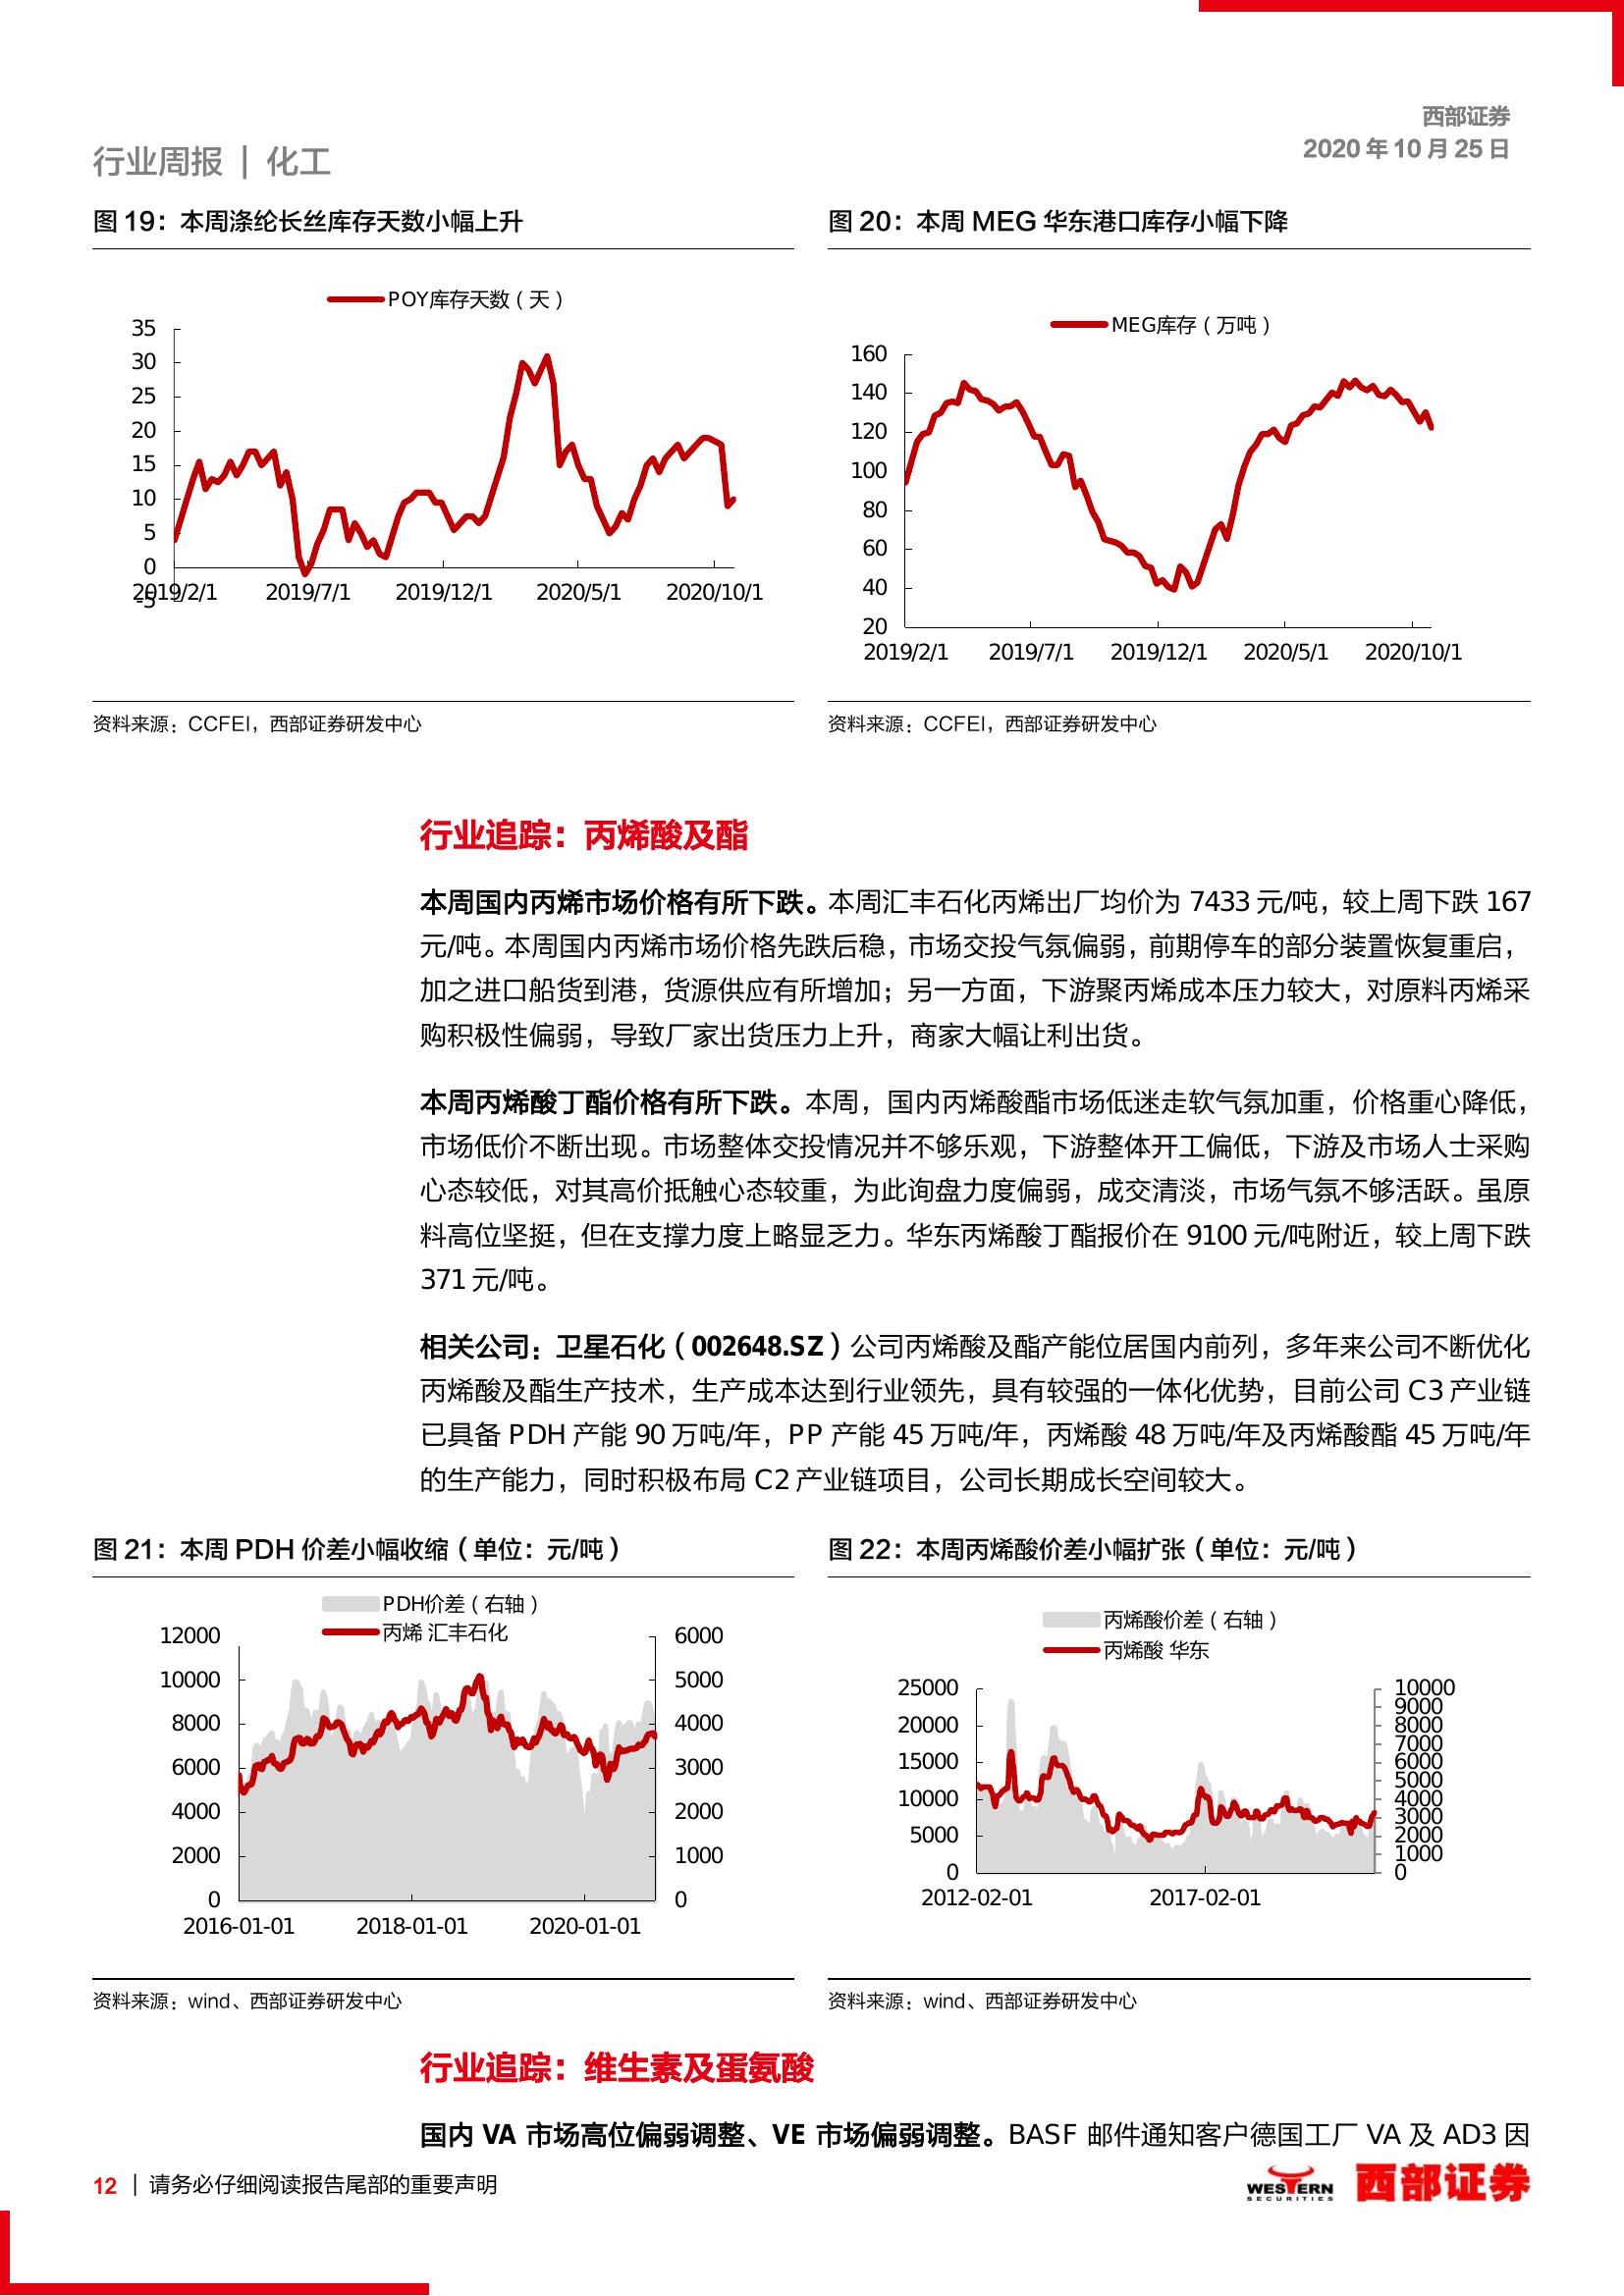 西部证券
2020 年 10 月 25 日
行业周报 | 化工
图 19：本周涤纶长丝库存天数小幅上升
POY库存天数（天）
35
30
25
20
15
10
5
0
-5
2019/2/1 2019/7/1 2019/12/1 2020/5/1 2020/10/1
资料来源：CCFEI，西部证券研发中心
图 20：本周 MEG 华东港口库存小幅下降
MEG库存（万吨）
160
140
120
100
80
60
40
20
2019/2/1 2019/7/1 2019/12/1 2020/5/1 2020/10/1
资料来源：CCFEI，西部证券研发中心
行业追踪：丙烯酸及酯
本周国内丙烯市场价格有所下跌。本周汇丰石化丙烯出厂均价为 7433 元/吨，较上周下跌 167
元/吨。本周国内丙烯市场价格先跌后稳，市场交投气氛偏弱，前期停车的部分装置恢复重启，
加之进口船货到港，货源供应有所增加；另一方面，下游聚丙烯成本压力较大，对原料丙烯采
购积极性偏弱，导致厂家出货压力上升，商家大幅让利出货。
本周丙烯酸丁酯价格有所下跌。本周，国内丙烯酸酯市场低迷走软气氛加重，价格重心降低，
市场低价不断出现。市场整体交投情况并不够乐观，下游整体开工偏低，下游及市场人士采购
心态较低，对其高价抵触心态较重，为此询盘力度偏弱，成交清淡，市场气氛不够活跃。虽原
料高位坚挺，但在支撑力度上略显乏力。华东丙烯酸丁酯报价在 9100 元/吨附近，较上周下跌
371 元/吨。
相关公司：卫星石化（002648.SZ）公司丙烯酸及酯产能位居国内前列，多年来公司不断优化
丙烯酸及酯生产技术，生产成本达到行业领先，具有较强的一体化优势，目前公司 C3 产业链
已具备 PDH 产能 90 万吨/年，PP 产能 45 万吨/年，丙烯酸 48 万吨/年及丙烯酸酯 45 万吨/年
的生产能力，同时积极布局 C2 产业链项目，公司长期成长空间较大。
图 21：本周 PDH 价差小幅收缩（单位：元/吨）
PDH价差（右轴）
丙烯 汇丰石化
12000 6000
10000 5000
8000 4000
6000 3000
4000 2000
2000 1000
0 0
2016-01-01 2018-01-01 2020-01-01
资料来源：wind、西部证券研发中心
图 22：本周丙烯酸价差小幅扩张（单位：元/吨）
丙烯酸价差（右轴）
丙烯酸 华东
25000
20000
15000
10000
5000
0
10000
9000
8000
7000
6000
5000
4000
3000
2000
1000
0
2012-02-01 2017-02-01
资料来源：wind、西部证券研发中心
行业追踪：维生素及蛋氨酸
国内 VA 市场高位偏弱调整、VE 市场偏弱调整。BASF 邮件通知客户德国工厂 VA 及 AD3 因
12 | 请务必仔细阅读报告尾部的重要声明
WESTERN
SECURITIES
西部证券